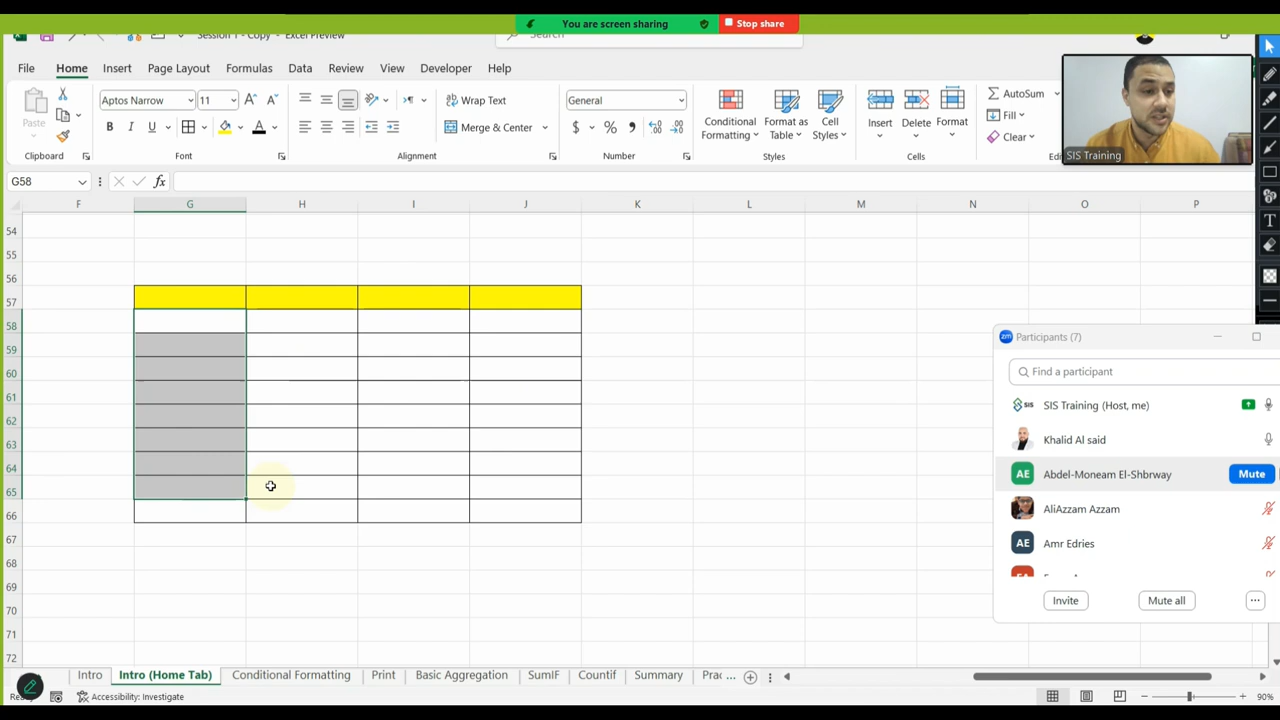 You are screen sharing
Stop share
Session 1 - Copy - Excel Preview
Search
File Home Insert Page Layout Formulas Data Review View Developer Help
Paste
Clipboard
Aptos Narrow 11
B I U
Font
Wrap Text
Merge & Center
Alignment
General
$ % 9
Number
Conditional Formatting
Format as Table
Cell Styles
Styles
Insert
Delete
Format
Cells
AutoSum
Fill
Clear
SIS Training
G58
fx
F G H I J K L M N O P
54
55
56
57
58
59
60
61
62
63
64
65
66
67
68
69
70
71
72
Participants (7)
Find a participant
SIS SIS Training (Host, me)
Khalid Al said
AE Abdel-Moneam El-Shbrway Mute
AliAzzam Azzam
AE Amr Edries
Invite Mute all ...
Intro Intro (Home Tab) Conditional Formatting Print Basic Aggregation SumIF Countif Summary Prac ...
Accessibility: Investigate
90%